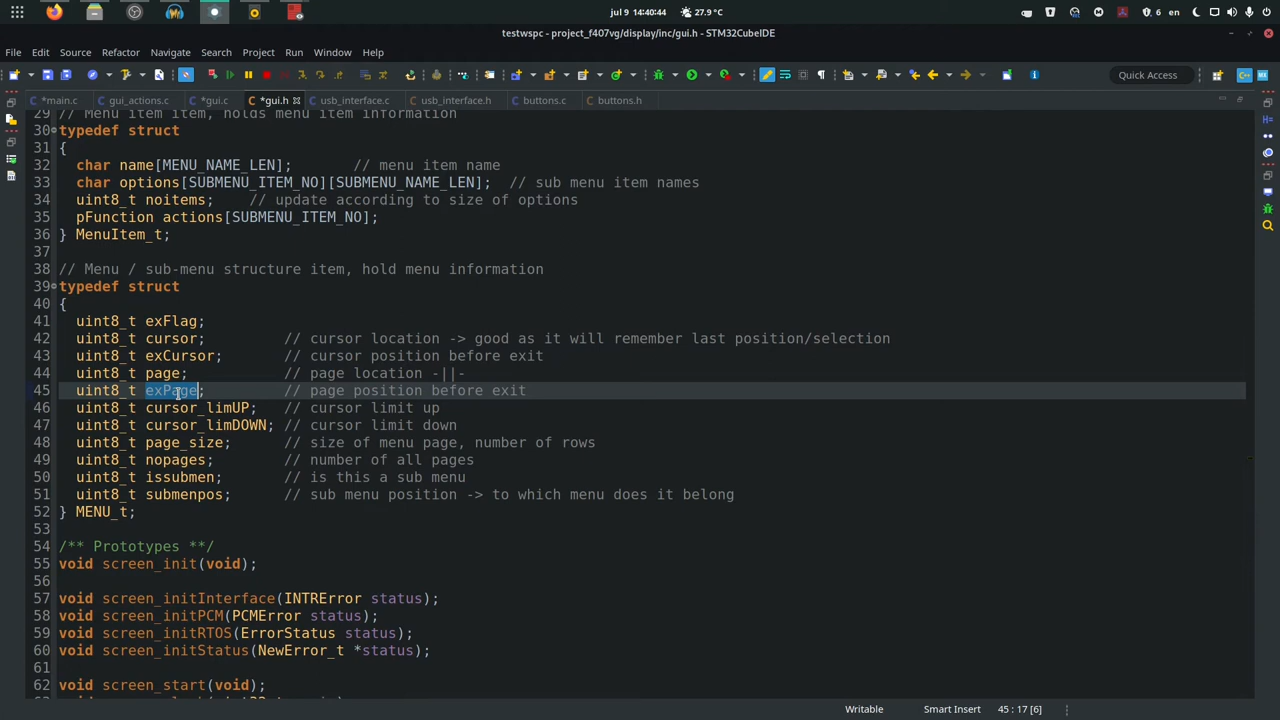 jul 9 14:40:44
27.9 °C
6 en
testwspc - project_f407vg/display/inc/gui.h - STM32CubeIDE
File Edit Source Refactor Navigate Search Project Run Window Help
Quick Access
*main.c gui_actions.c *gui.c *gui.h usb_interface.c usb_interface.h buttons.c buttons.h
29 // Menu item item, holds menu item information
30 typedef struct
31 {
32 char name[MENU_NAME_LEN]; // menu item name
33 char options[SUBMENU_ITEM_NO][SUBMENU_NAME_LEN]; // sub menu item names
34 uint8_t noitems; // update according to size of options
35 pFunction actions[SUBMENU_ITEM_NO];
36 } MenuItem_t;
37
38 // Menu / sub-menu structure item, hold menu information
39 typedef struct
40 {
41 uint8_t exFlag;
42 uint8_t cursor; // cursor location -> good as it will remember last position/selection
43 uint8_t exCursor; // cursor position before exit
44 uint8_t page; // page location -||-
45 uint8_t exPage; // page position before exit
46 uint8_t cursor_limUP; // cursor limit up
47 uint8_t cursor_limDOWN; // cursor limit down
48 uint8_t page_size; // size of menu page, number of rows
49 uint8_t nopages; // number of all pages
50 uint8_t issubmen; // is this a sub menu
51 uint8_t submenpos; // sub menu position -> to which menu does it belong
52 } MENU_t;
53
54 /** Prototypes **/
55 void screen_init(void);
56
57 void screen_initInterface(INTRError status);
58 void screen_initPCM(PCMError status);
59 void screen_initRTOS(ErrorStatus status);
60 void screen_initStatus(NewError_t *status);
61
62 void screen_start(void);
Writable Smart Insert 45 : 17 [6]